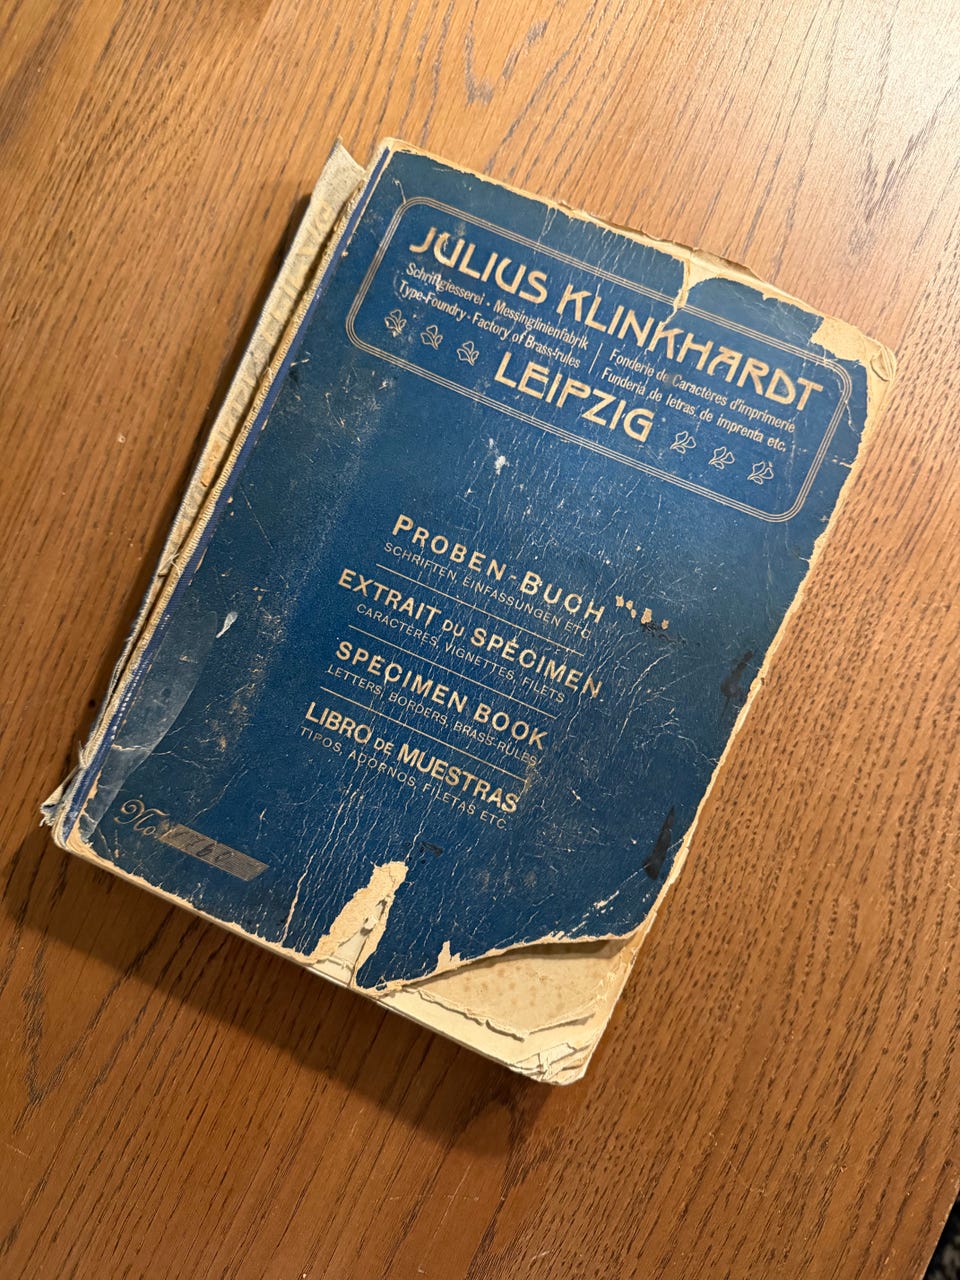 JULIUS KLINKHARDT
Schriftgiesserei · Messinglinienfabrik
Type-Foundry · Factory of Brass-rules
Fonderie de Caractères d'imprimerie
Funderia de letras de imprenta etc.
LEIPZIG
PROBEN-BUCH
SCHRIFTEN, EINFASSUNGEN ETC.
EXTRAIT DU SPÉCIMEN
CARACTÈRES, VIGNETTES, FILETS
SPECIMEN BOOK
LETTERS, BORDERS, BRASS-RULES
LIBRO DE MUESTRAS
TIPOS, ADORNOS, FILETAS ETC.
No